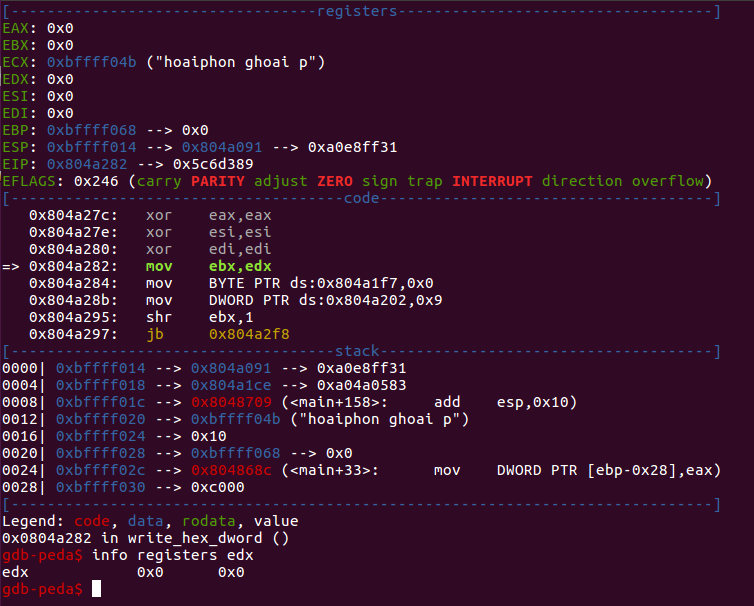 [----------------------------------registers-----------------------------------]
EAX: 0x0
EBX: 0x0
ECX: 0xbffff04b ("hoaiphon ghoai p")
EDX: 0x0
ESI: 0x0
EDI: 0x0
EBP: 0xbffff068 --> 0x0
ESP: 0xbffff014 --> 0x804a091 --> 0xa0e8ff31
EIP: 0x804a282 --> 0x5c6d389
EFLAGS: 0x246 (carry PARITY adjust ZERO sign trap INTERRUPT direction overflow)
[-------------------------------------code-------------------------------------]
   0x804a27c:	xor    eax,eax
   0x804a27e:	xor    esi,esi
   0x804a280:	xor    edi,edi
=> 0x804a282:	mov    ebx,edx
   0x804a284:	mov    BYTE PTR ds:0x804a1f7,0x0
   0x804a28b:	mov    DWORD PTR ds:0x804a202,0x9
   0x804a295:	shr    ebx,1
   0x804a297:	jb     0x804a2f8
[------------------------------------stack-------------------------------------]
0000| 0xbffff014 --> 0x804a091 --> 0xa0e8ff31
0004| 0xbffff018 --> 0x804a1ce --> 0xa04a0583
0008| 0xbffff01c --> 0x8048709 (<main+158>:	add    esp,0x10)
0012| 0xbffff020 --> 0xbffff04b ("hoaiphon ghoai p")
0016| 0xbffff024 --> 0x10
0020| 0xbffff028 --> 0xbffff068 --> 0x0
0024| 0xbffff02c --> 0x804868c (<main+33>:	mov    DWORD PTR [ebp-0x28],eax)
0028| 0xbffff030 --> 0xc000
[------------------------------------------------------------------------------]
Legend: code, data, rodata, value
0x0804a282 in write_hex_dword ()
gdb-peda$ info registers edx
edx            0x0	0x0
gdb-peda$